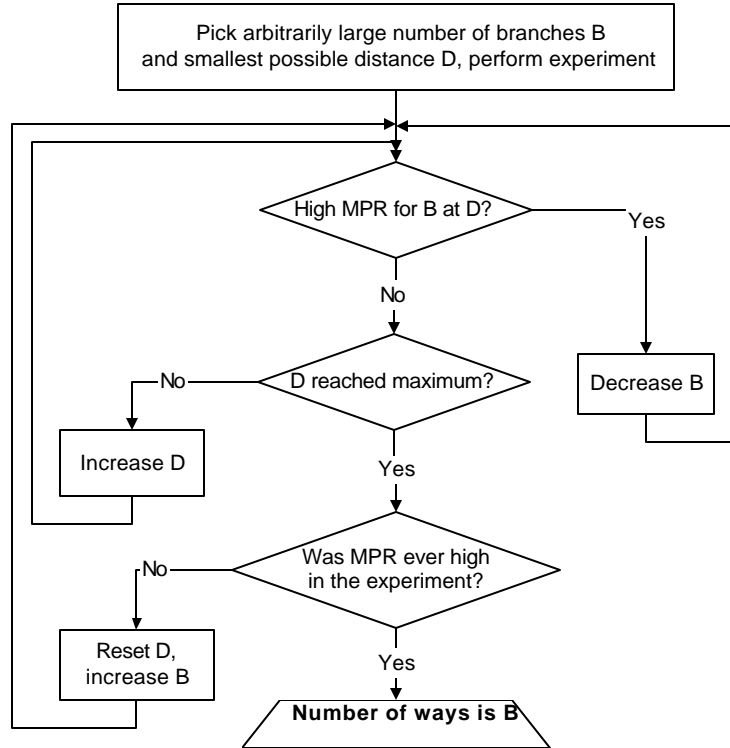 Pick arbitrarily large number of branches B
and smallest possible distance D, perform experiment
High MPR for B at D?
Yes
No
D reached maximum?
No
Decrease B
Increase D
Yes
Was MPR ever high
in the experiment?
No
Reset D,
increase B
Yes
Number of ways is B